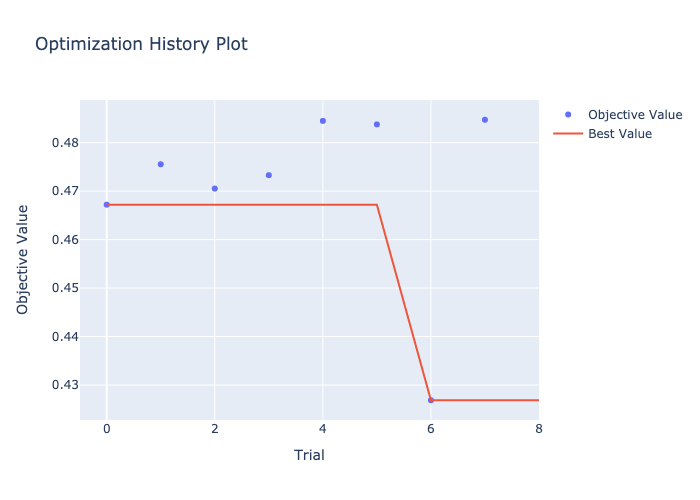 Optimization History Plot
Objective Value
Best Value
0.48
0.47
0.46
0.45
0.44
0.43
Objective Value
0 2 4 6 8
Trial